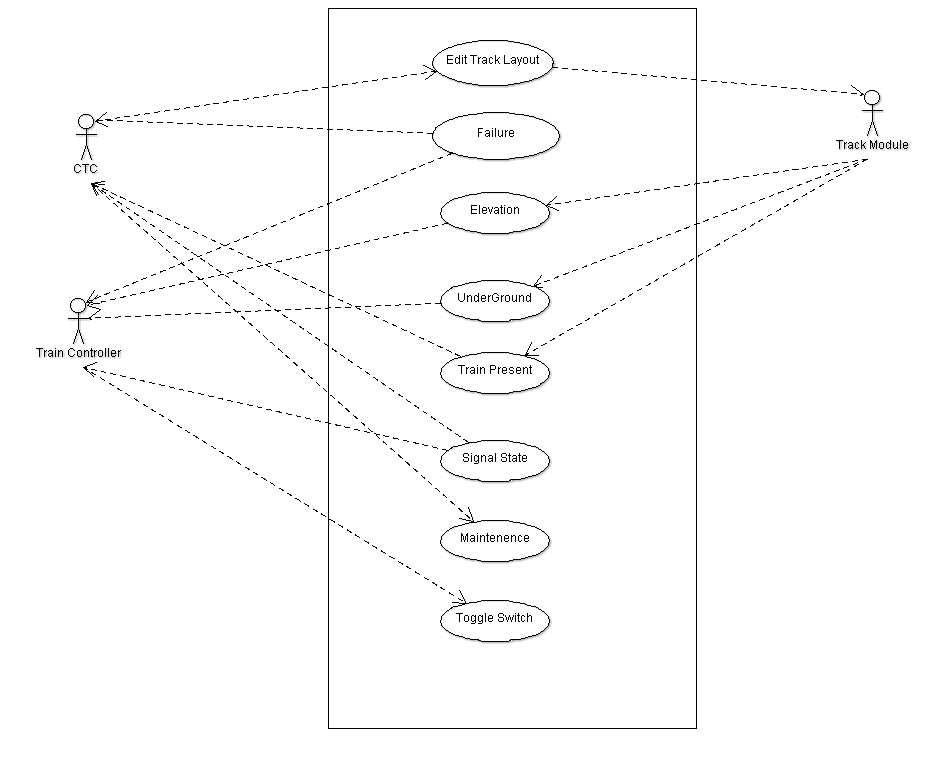 Edit Track Layout
Failure
CTC
Track Module
Elevation
UnderGround
Train Controller
Train Present
Signal State
Maintenence
Toggle Switch